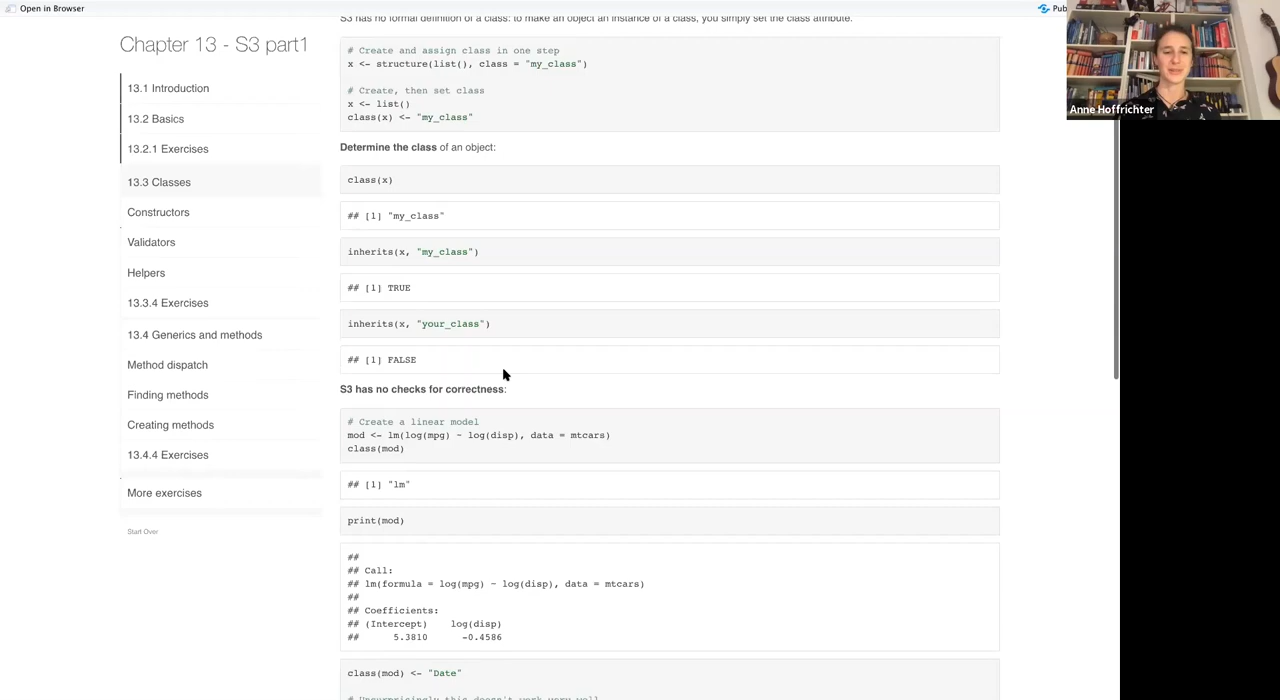 Open in Browser
Pub
S3 has no formal definition of a class: to make an object an instance of a class, you simply set the class attribute.
Chapter 13 - S3 part1
13.1 Introduction
13.2 Basics
13.2.1 Exercises
13.3 Classes
Constructors
Validators
Helpers
13.3.4 Exercises
13.4 Generics and methods
Method dispatch
Finding methods
Creating methods
13.4.4 Exercises
More exercises
Start Over
# Create and assign class in one step
x <- structure(list(), class = "my_class")
# Create, then set class
x <- list()
class(x) <- "my_class"
Determine the class of an object:
class(x)
## [1] "my_class"
inherits(x, "my_class")
## [1] TRUE
inherits(x, "your_class")
## [1] FALSE
S3 has no checks for correctness:
# Create a linear model
mod <- lm(log(mpg) ~ log(disp), data = mtcars)
class(mod)
## [1] "lm"
print(mod)
##
## Call:
## lm(formula = log(mpg) ~ log(disp), data = mtcars)
##
## Coefficients:
## (Intercept) log(disp)
## 5.3810 -0.4586
class(mod) <- "Date"
# Unsurprisingly this doesn't work very well
Anne Hoffrichter